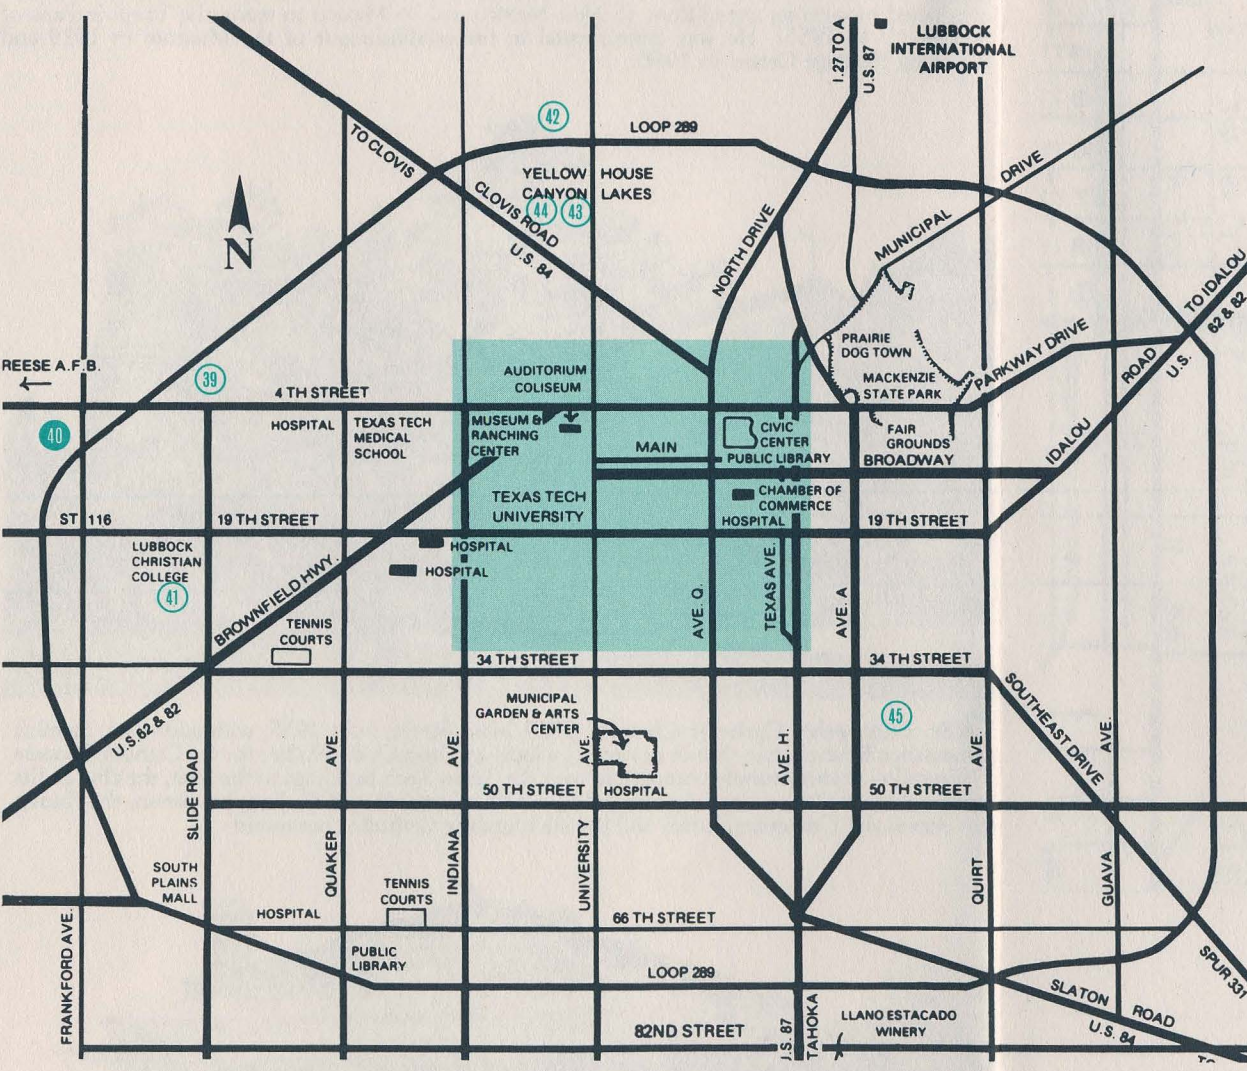 I.27 TO A
U.S. 87
LUBBOCK
INTERNATIONAL
AIRPORT
42
LOOP 289
TO CLOVIS
YELLOW HOUSE
CANYON LAKES
44 43
CLOVIS ROAD
U.S. 84
N
NORTH DRIVE
MUNICIPAL DRIVE
TO IDALOU
62 & 82
U.S.
PRAIRIE
DOG TOWN
MACKENZIE
STATE PARK
PARKWAY DRIVE
IDALOU ROAD
REESE A.F.B.
39
4 TH STREET
AUDITORIUM
COLISEUM
40
HOSPITAL
TEXAS TECH
MEDICAL
SCHOOL
MUSEUM &
RANCHING
CENTER
MAIN
CIVIC
CENTER
PUBLIC LIBRARY
FAIR
GROUNDS
BROADWAY
TEXAS TECH
UNIVERSITY
CHAMBER OF
COMMERCE
HOSPITAL
ST 116
19 TH STREET
19 TH STREET
LUBBOCK
CHRISTIAN
COLLEGE
41
HOSPITAL
HOSPITAL
BROWNFIELD HWY.
TENNIS
COURTS
AVE. Q.
TEXAS AVE.
AVE. A
34 TH STREET
34 TH STREET
U.S. 62 & 82
MUNICIPAL
GARDEN & ARTS
CENTER
HOSPITAL
45
SOUTHEAST DRIVE
50 TH STREET
50 TH STREET
SLIDE ROAD
QUAKER AVE.
INDIANA AVE.
UNIVERSITY AVE.
AVE. H.
QUIRT AVE.
GUAVA AVE.
SOUTH
PLAINS
MALL
TENNIS
COURTS
HOSPITAL
66 TH STREET
PUBLIC
LIBRARY
LOOP 289
FRANKFORD AVE.
82ND STREET
U.S. 87
TAHOKA
LLANO ESTACADO
WINERY
SLATON ROAD
U.S. 84
SPUR 331